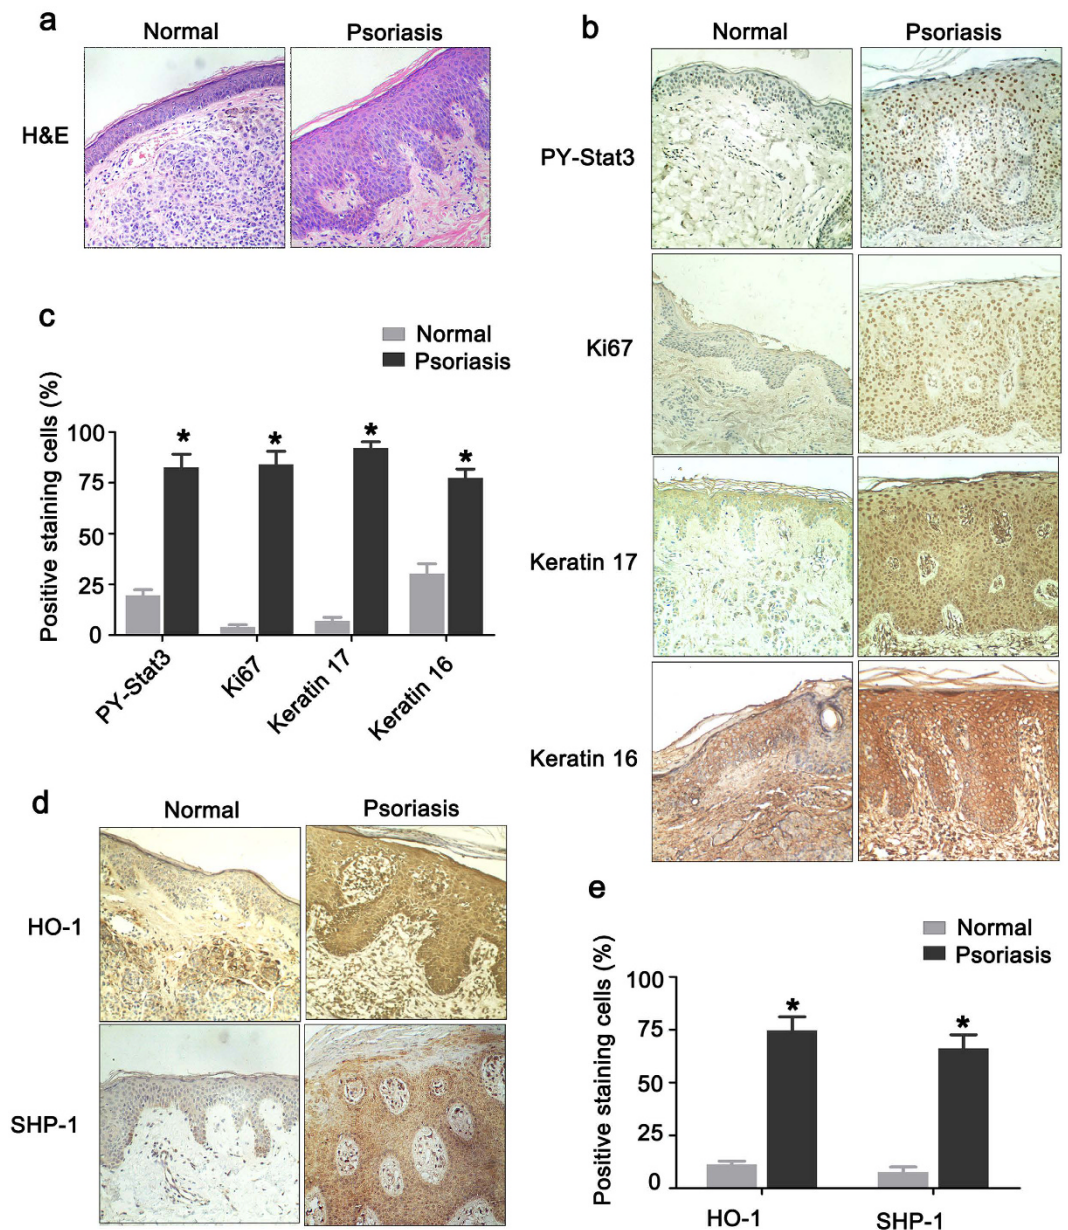 a
Normal
Psoriasis
H&E
b
Normal
Psoriasis
PY-Stat3
Ki67
Keratin 17
Keratin 16
c
Normal
Psoriasis
Positive staining cells (%)
100
75
50
25
0
*
*
*
*
PY-Stat3
Ki67
Keratin 17
Keratin 16
d
Normal
Psoriasis
HO-1
SHP-1
e
Normal
Psoriasis
Positive staining cells (%)
100
75
50
25
0
*
*
HO-1
SHP-1